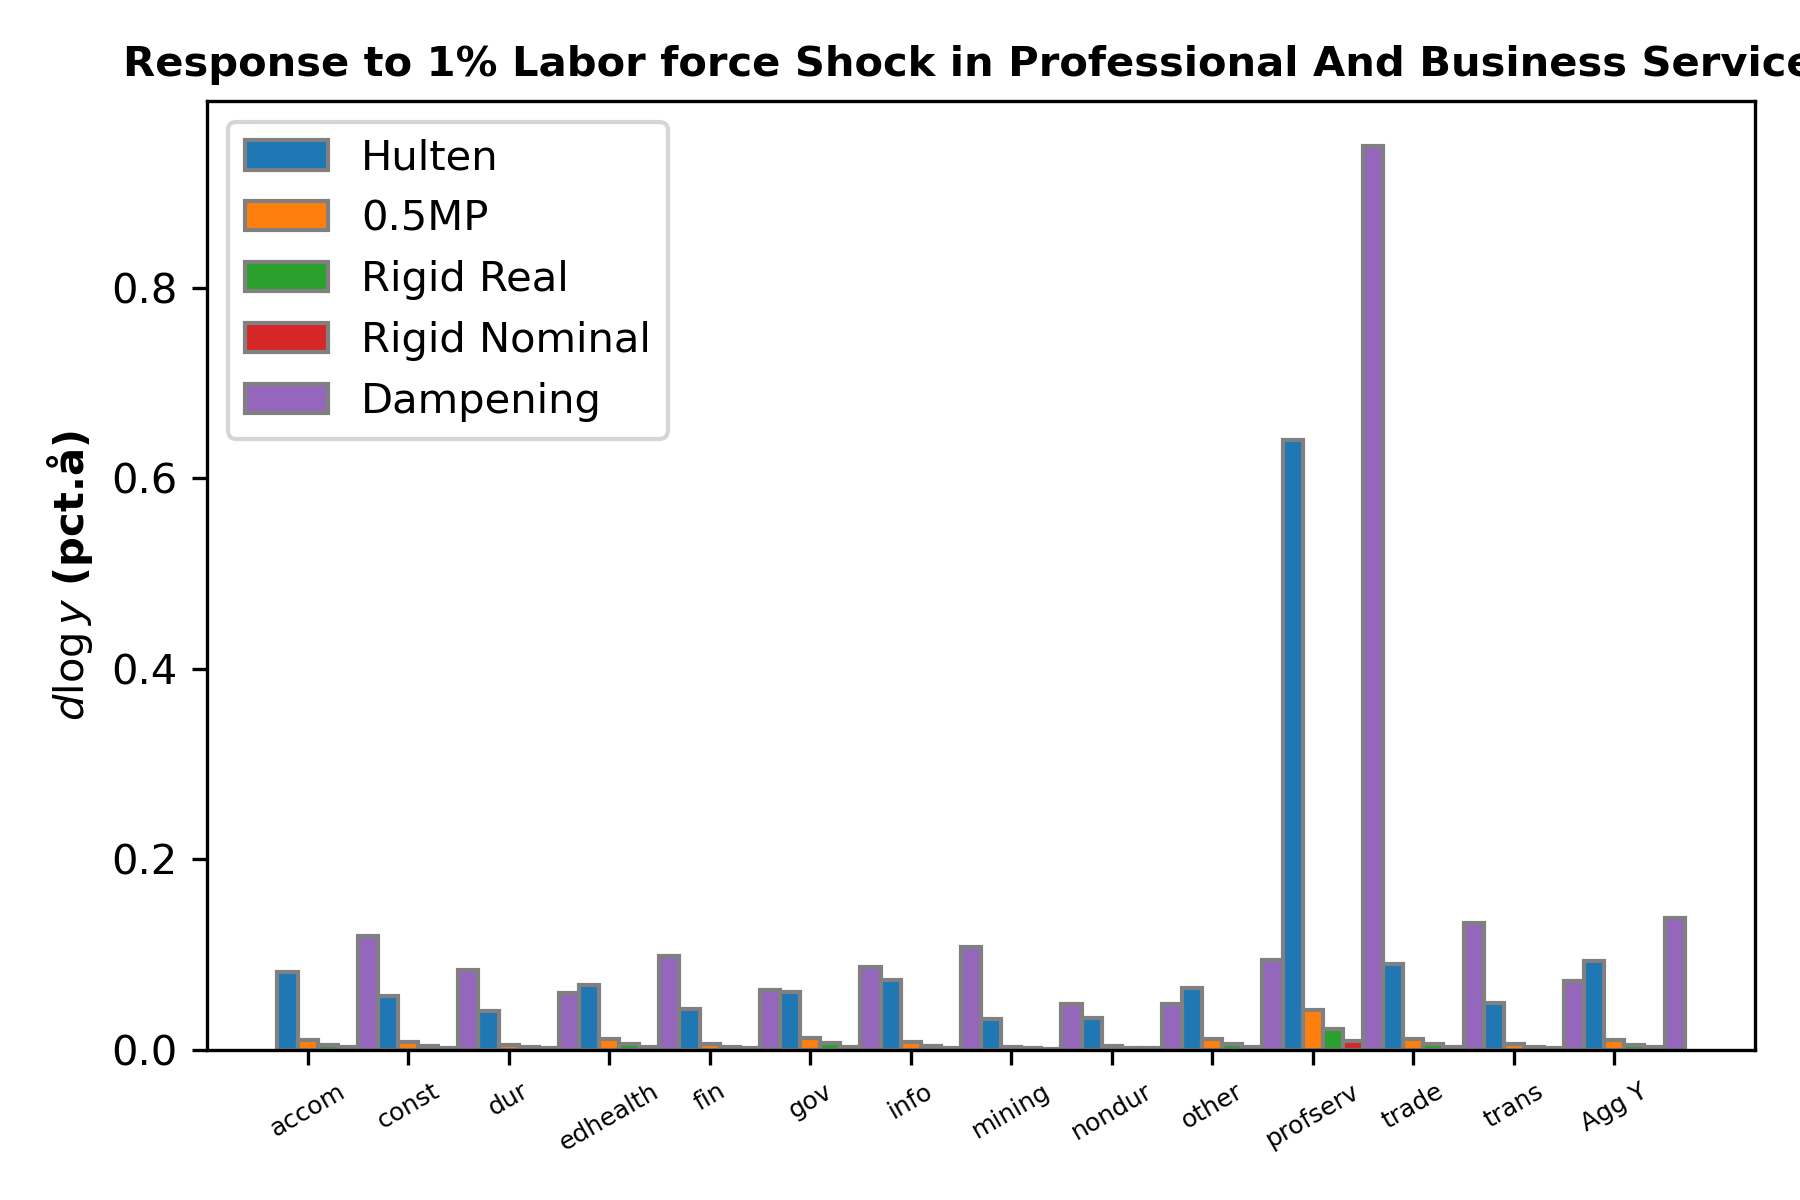 Response to 1% Labor force Shock in Professional And Business Service
Hulten
0.5MP
Rigid Real
Rigid Nominal
Dampening
dlog y (pct.å)
0.8
0.6
0.4
0.2
0.0
accom const dur edhealth fin gov info mining nondur other profserv trade trans Agg Y